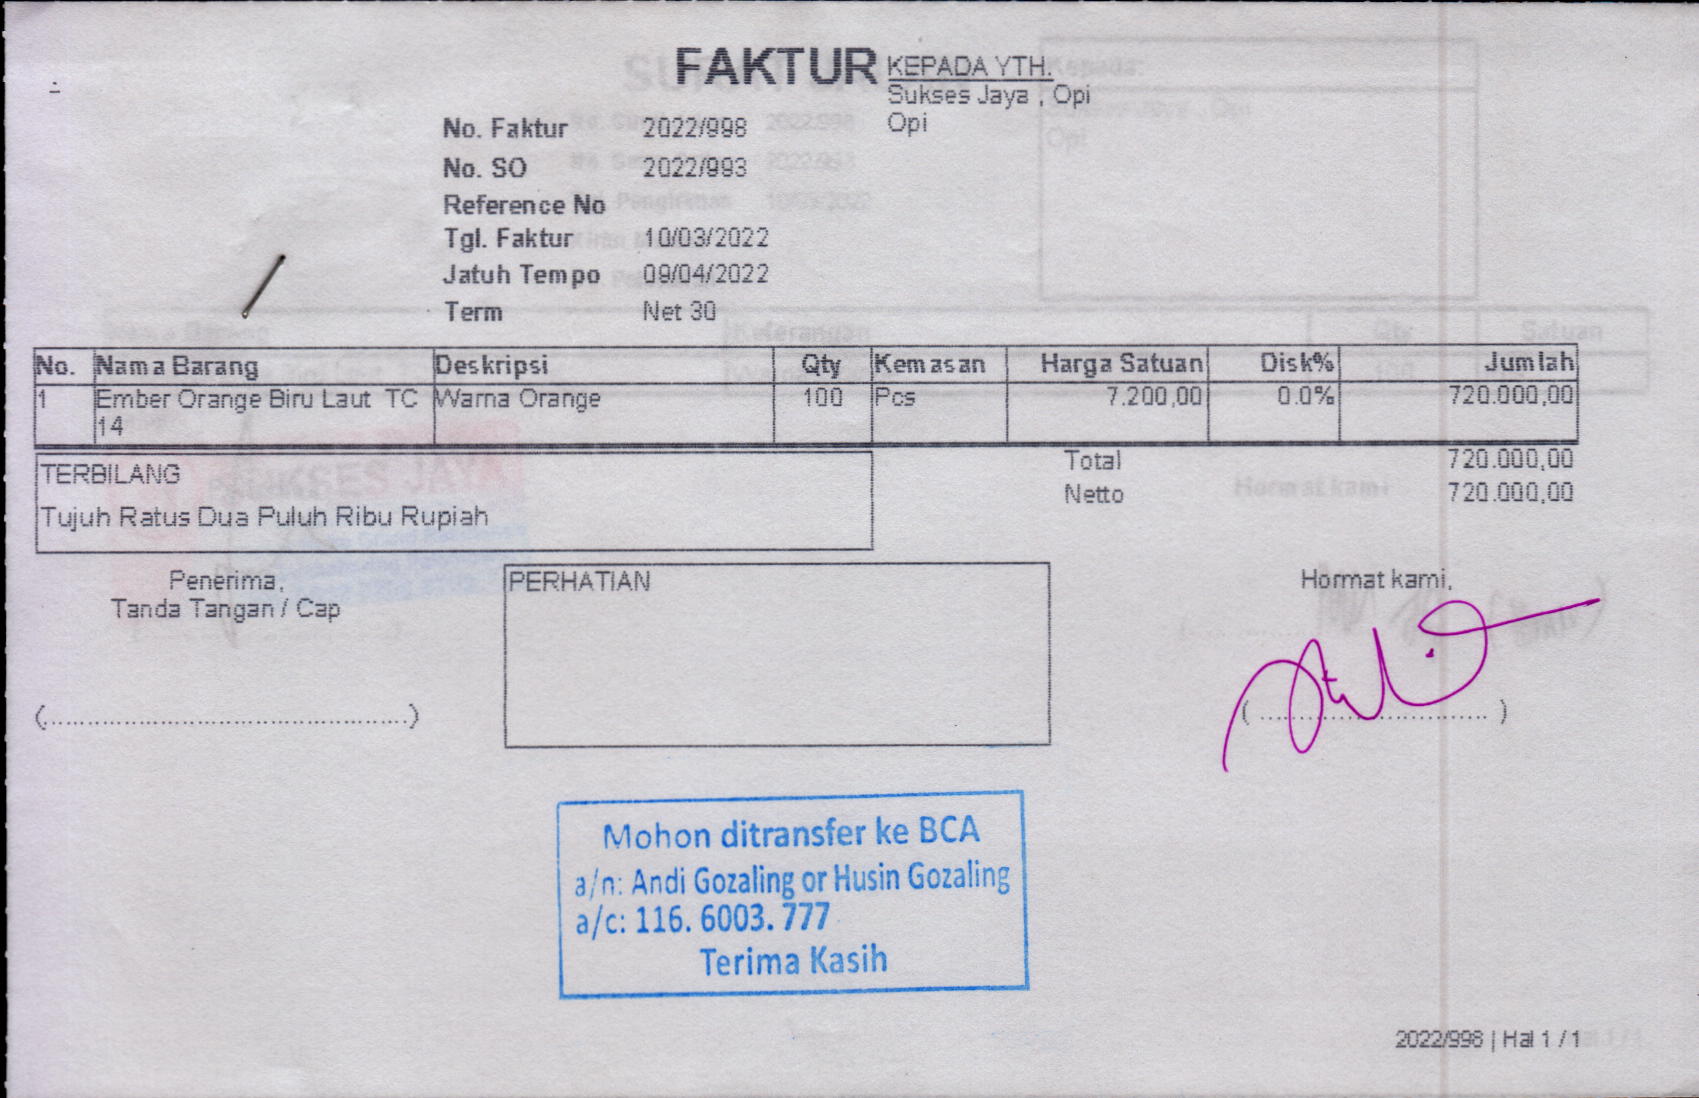 FAKTUR
KEPADA YTH.
Sukses Jaya , Opi
Opi
No. Faktur 2022/998
No. SO 2022/993
Reference No
Tgl. Faktur 10/03/2022
Jatuh Tempo 09/04/2022
Term Net 30
No. Nama Barang Deskripsi Qty Kemasan Harga Satuan Disk% Jumlah
1 Ember Orange Biru Laut TC 14 Warna Orange 100 Pcs 7.200,00 0.0% 720.000,00
Total 720.000,00
Netto 720.000,00
TERBILANG
Tujuh Ratus Dua Puluh Ribu Rupiah
Penerima,
Tanda Tangan / Cap
(..............................................)
PERHATIAN
Hormat kami,
( .............................. )
Mohon ditransfer ke BCA
a/n: Andi Gozaling or Husin Gozaling
a/c: 116. 6003. 777
Terima Kasih
2022/998 | Hal 1 / 1